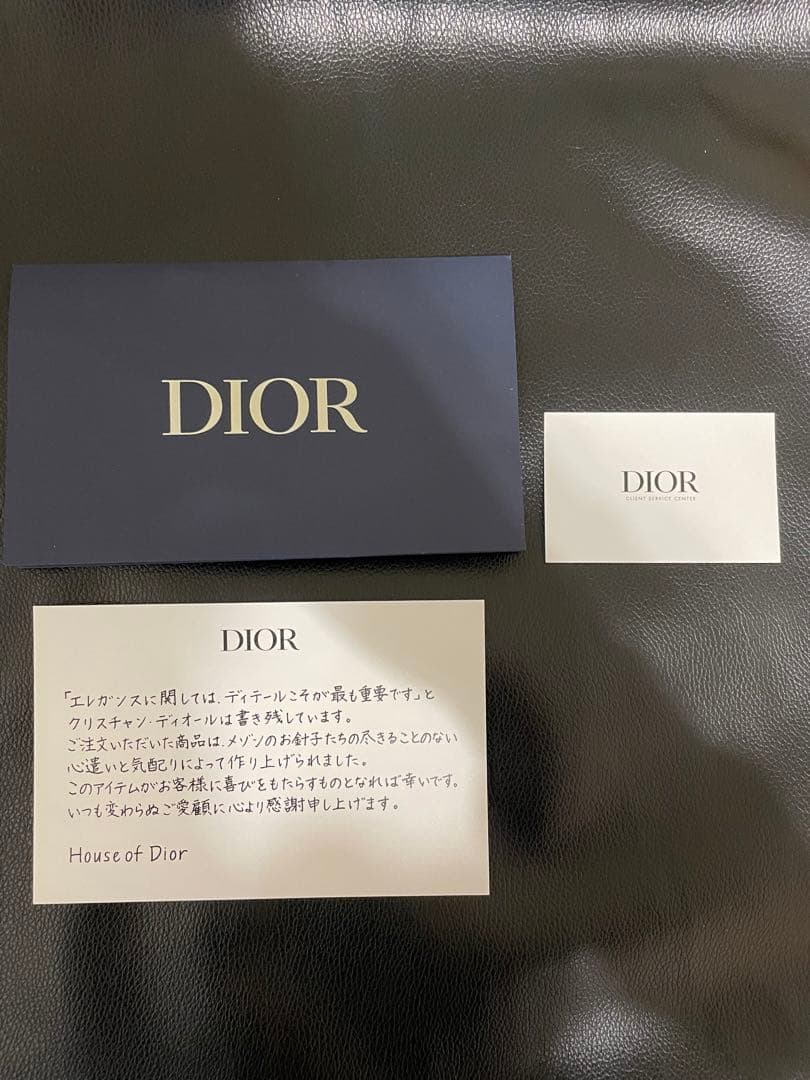 DIOR
DIOR
CLIENT SERVICE CENTER
DIOR
「エレガンスに関しては、ディテールこそが最も重要です」と
クリスチャン・ディオールは書き残しています。
ご注文いただいた商品は、メゾンのお針子たちの尽きることのない
心遣いと気配りによって作り上げられました。
このアイテムがお客様に喜びをもたらすものとなれば幸いです。
いつも変わらぬご愛顧に心より感謝申し上げます。
House of Dior